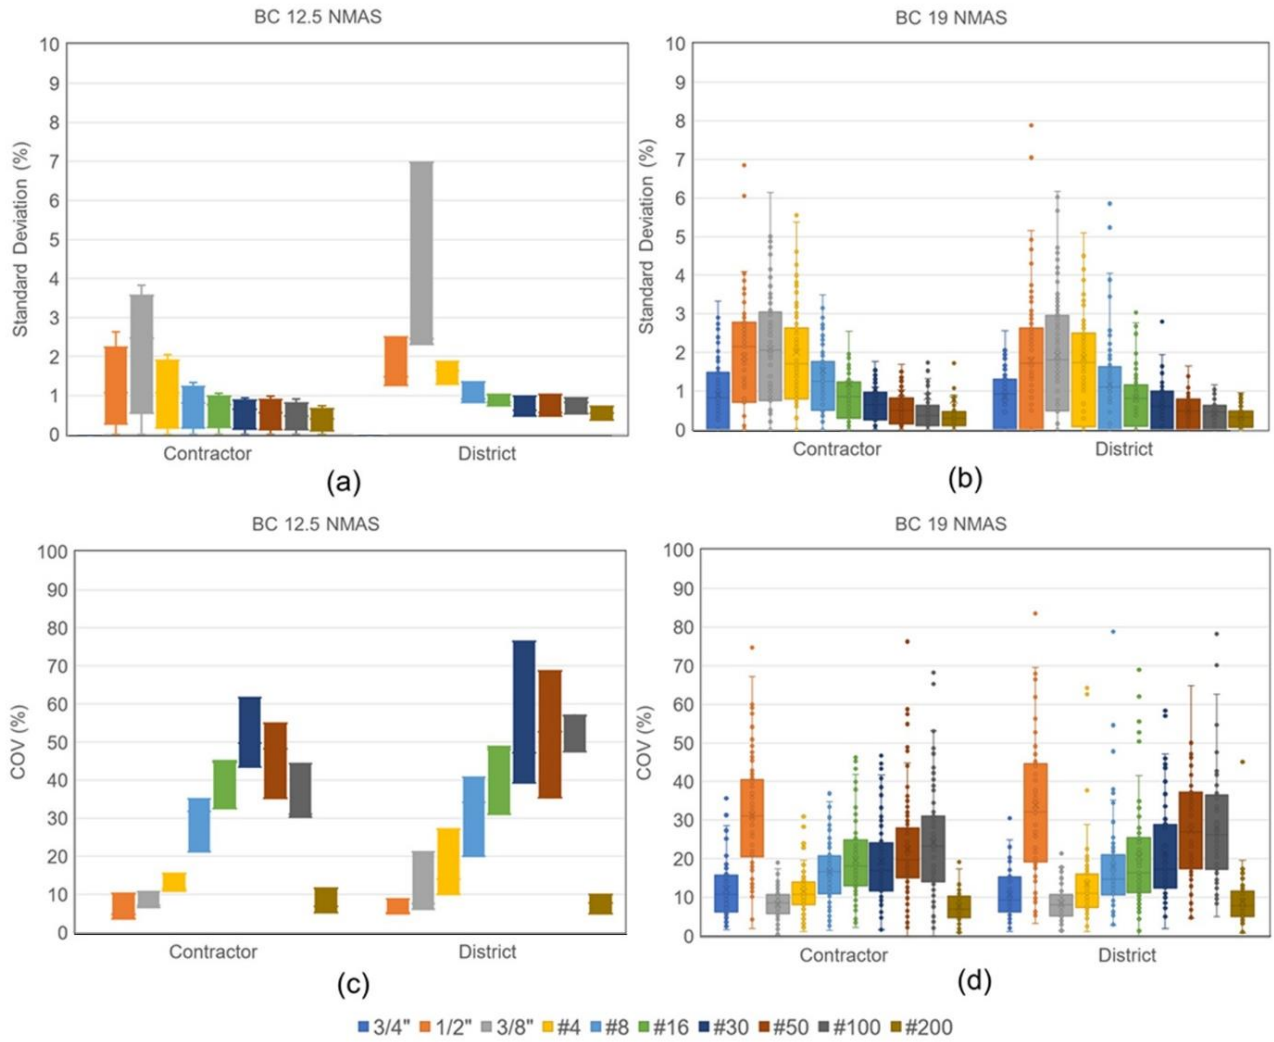 BC 12.5 NMAS
Standard Deviation (%)
10
9
8
7
6
5
4
3
2
1
0
Contractor District
(a)
BC 19 NMAS
Standard Deviation (%)
10
9
8
7
6
5
4
3
2
1
0
Contractor District
(b)
BC 12.5 NMAS
COV (%)
100
90
80
70
60
50
40
30
20
10
0
Contractor District
(c)
BC 19 NMAS
COV (%)
100
90
80
70
60
50
40
30
20
10
0
Contractor District
(d)
3/4" 1/2" 3/8" #4 #8 #16 #30 #50 #100 #200